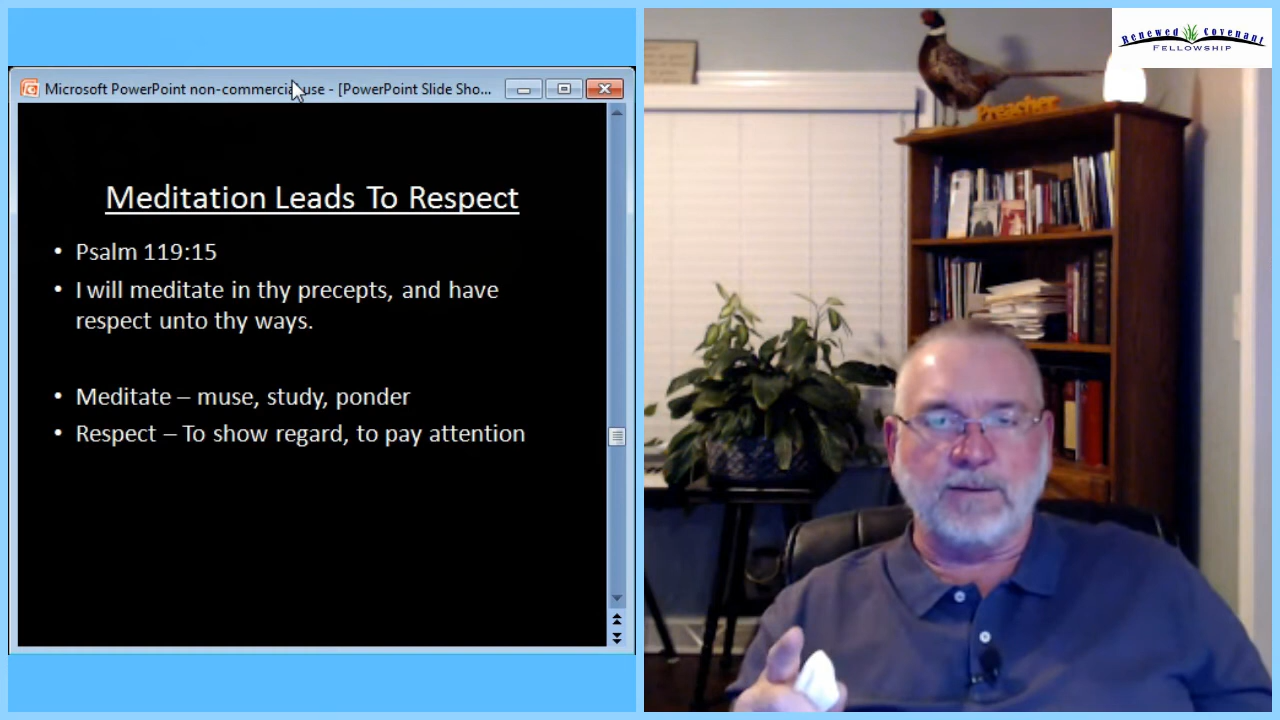 Microsoft PowerPoint non-commercial use - [PowerPoint Slide Sho...
Meditation Leads To Respect
• Psalm 119:15
• I will meditate in thy precepts, and have
respect unto thy ways.
• Meditate – muse, study, ponder
• Respect – To show regard, to pay attention
Renewed Covenant
FELLOWSHIP
Preacher